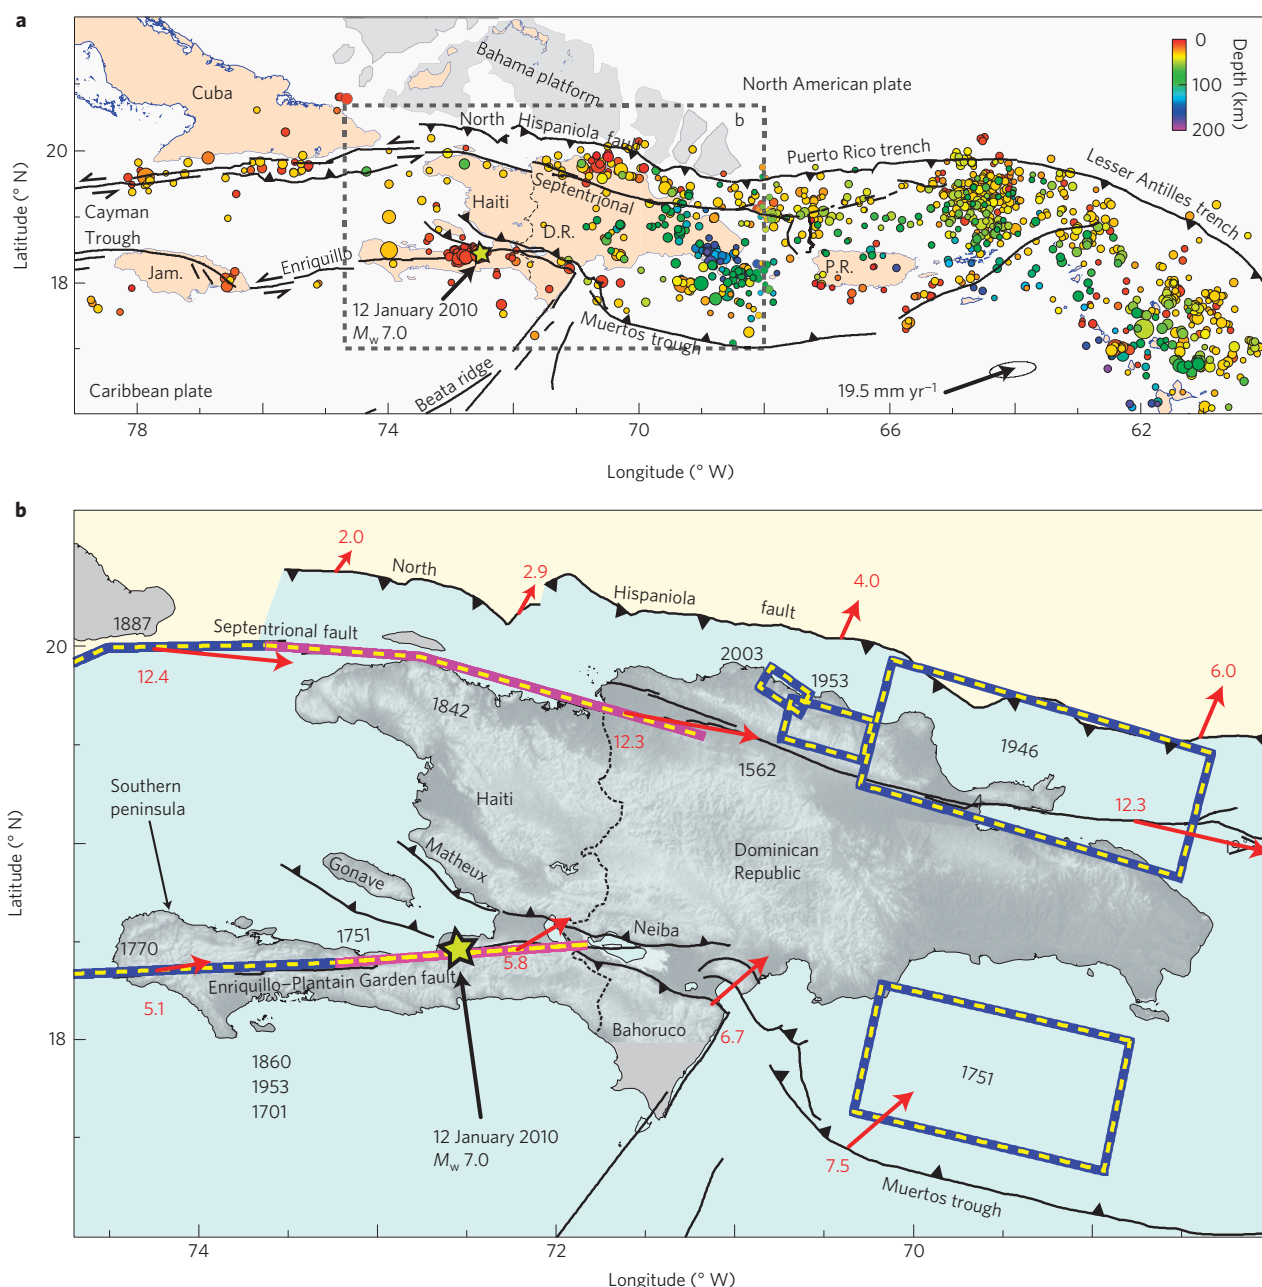 a
Bahama platform
North American plate
Cuba
b
North Hispaniola fault
Depth (km)
0
100
200
Puerto Rico trench
Lesser Antilles trench
Septentrional
Cayman
Trough
Haiti
D.R.
P.R.
Jam.
Enriquillo
12 January 2010
Mw 7.0
Muertos trough
Beata ridge
19.5 mm yr−1
Caribbean plate
Latitude (° N)
20
18
78
74
70
66
62
Longitude (° W)
b
2.0
North
2.9
Hispaniola
fault
4.0
1887
Septentrional fault
20
12.4
2003
1953
6.0
1842
12.3
1562
1946
Southern
peninsula
Haiti
12.3
Matheux
Dominican
Republic
Gonave
1751
Neiba
1770
5.8
Enriquillo–Plantain Garden fault
5.1
Bahoruco
6.7
18
1860
1953
1701
1751
12 January 2010
Mw 7.0
7.5
Muertos trough
Latitude (° N)
74
72
70
Longitude (° W)